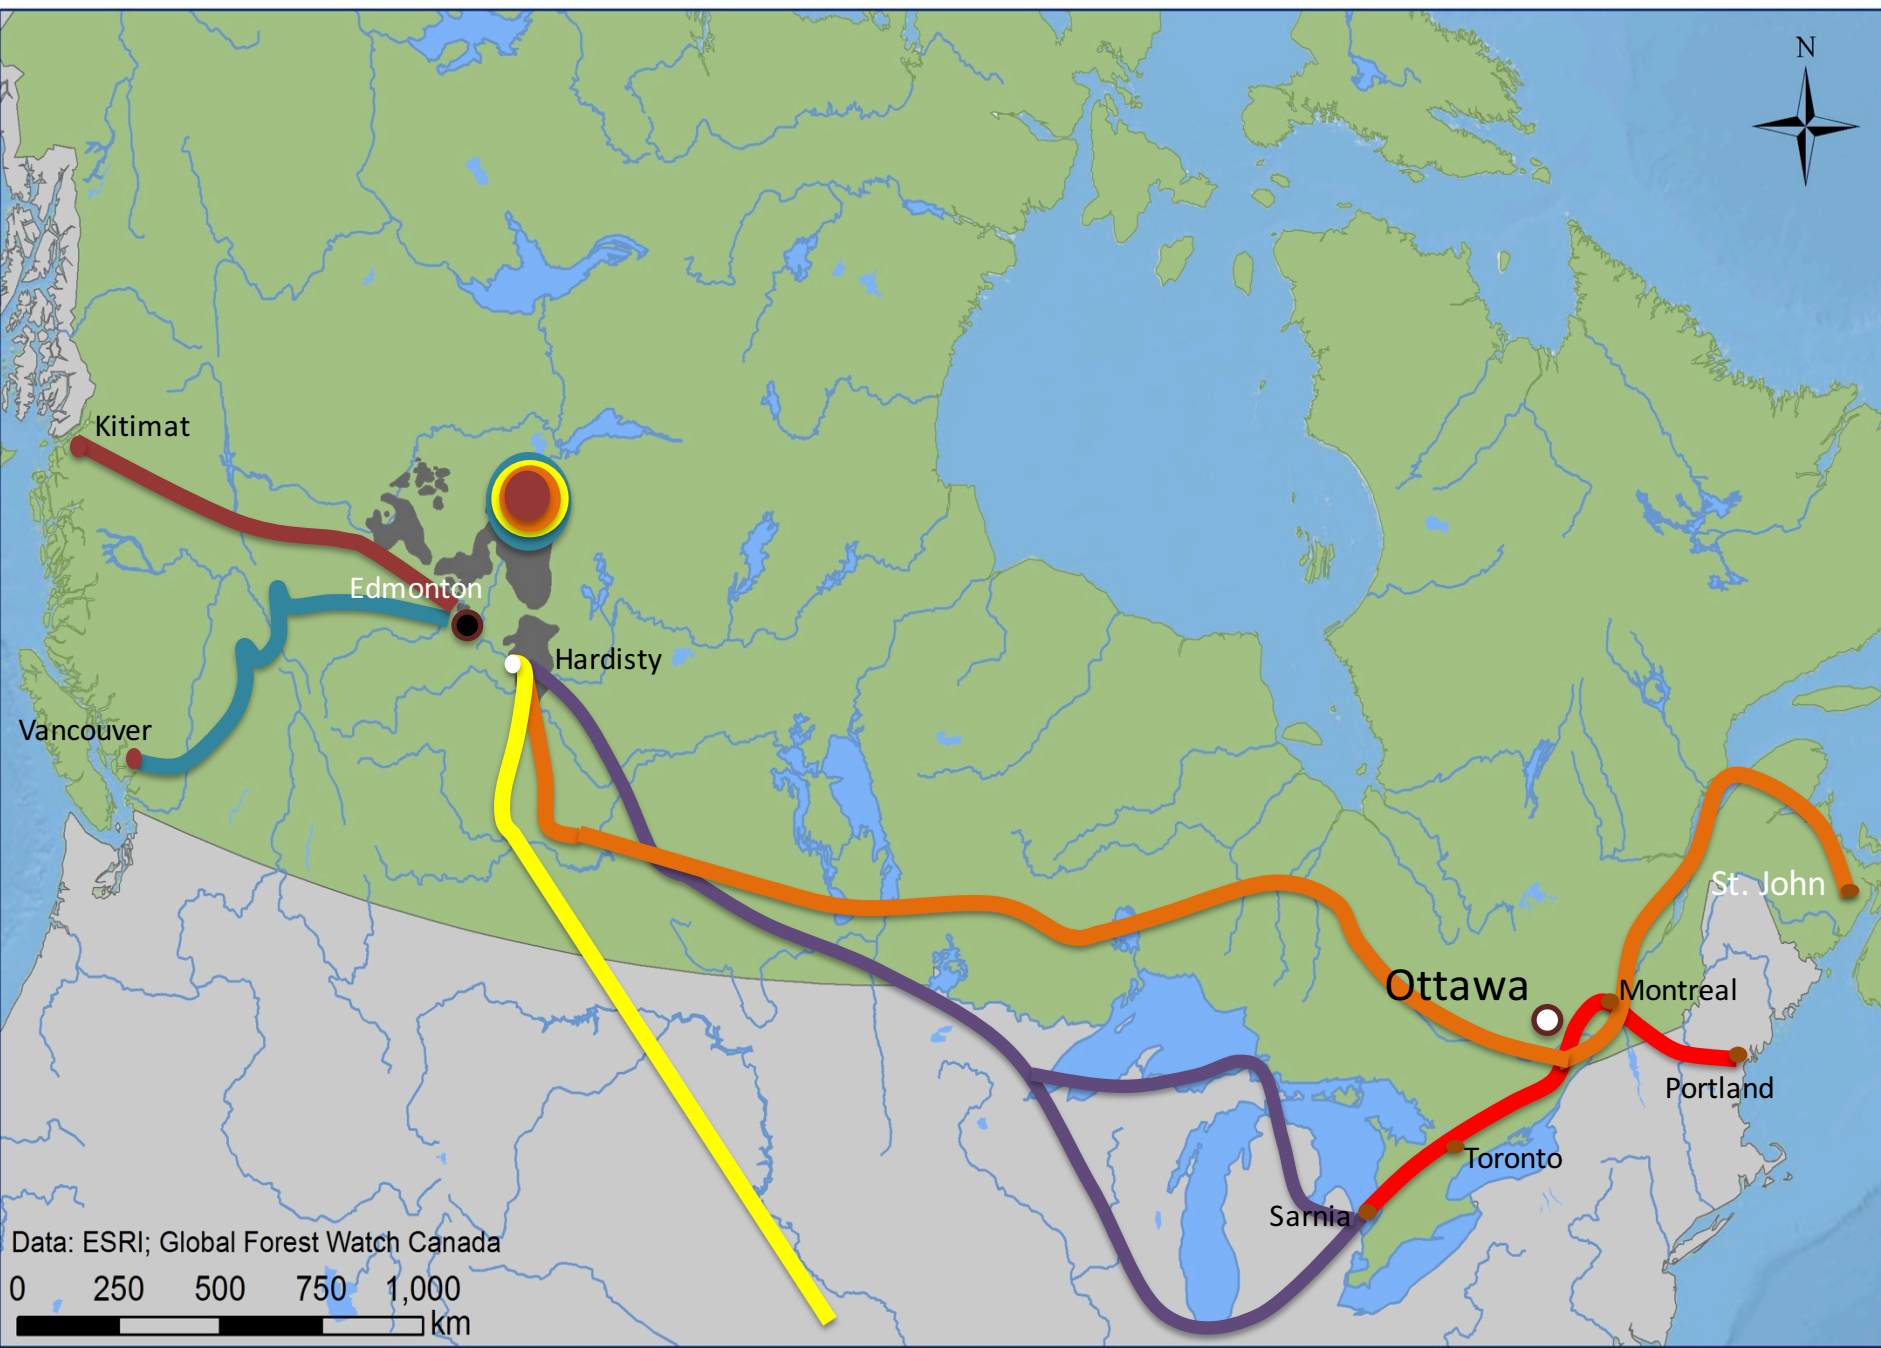 N
Kitimat
Edmonton
Hardisty
Vancouver
St. John
Ottawa
Montreal
Portland
Toronto
Sarnia
Data: ESRI; Global Forest Watch Canada
0 250 500 750 1,000
km